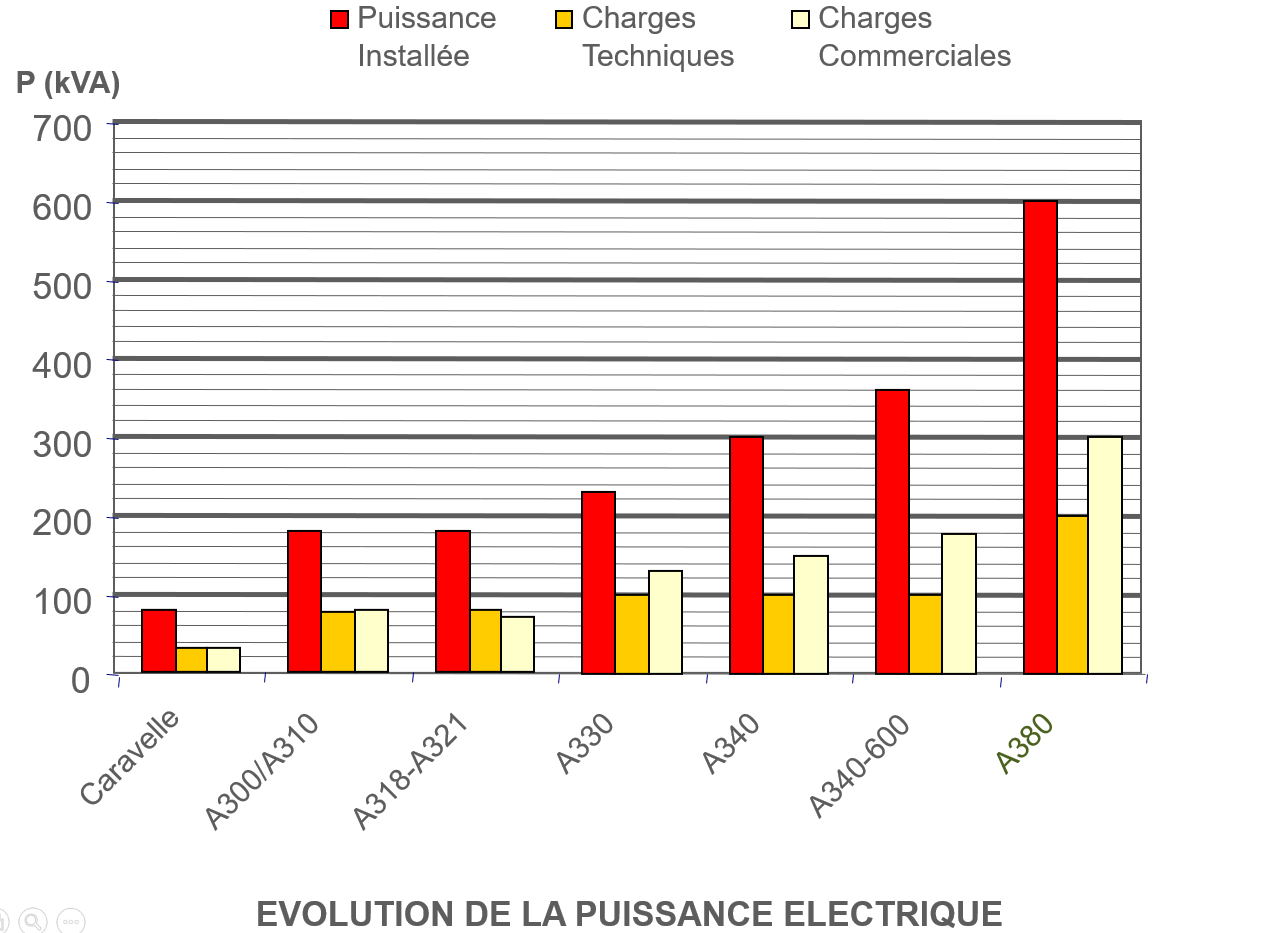 Puissance
Installée
Charges
Techniques
Charges
Commerciales
P (kVA)
700
600
500
400
300
200
100
0
Caravelle
A300/A310
A318-A321
A330
A340
A340-600
A380
EVOLUTION DE LA PUISSANCE ELECTRIQUE